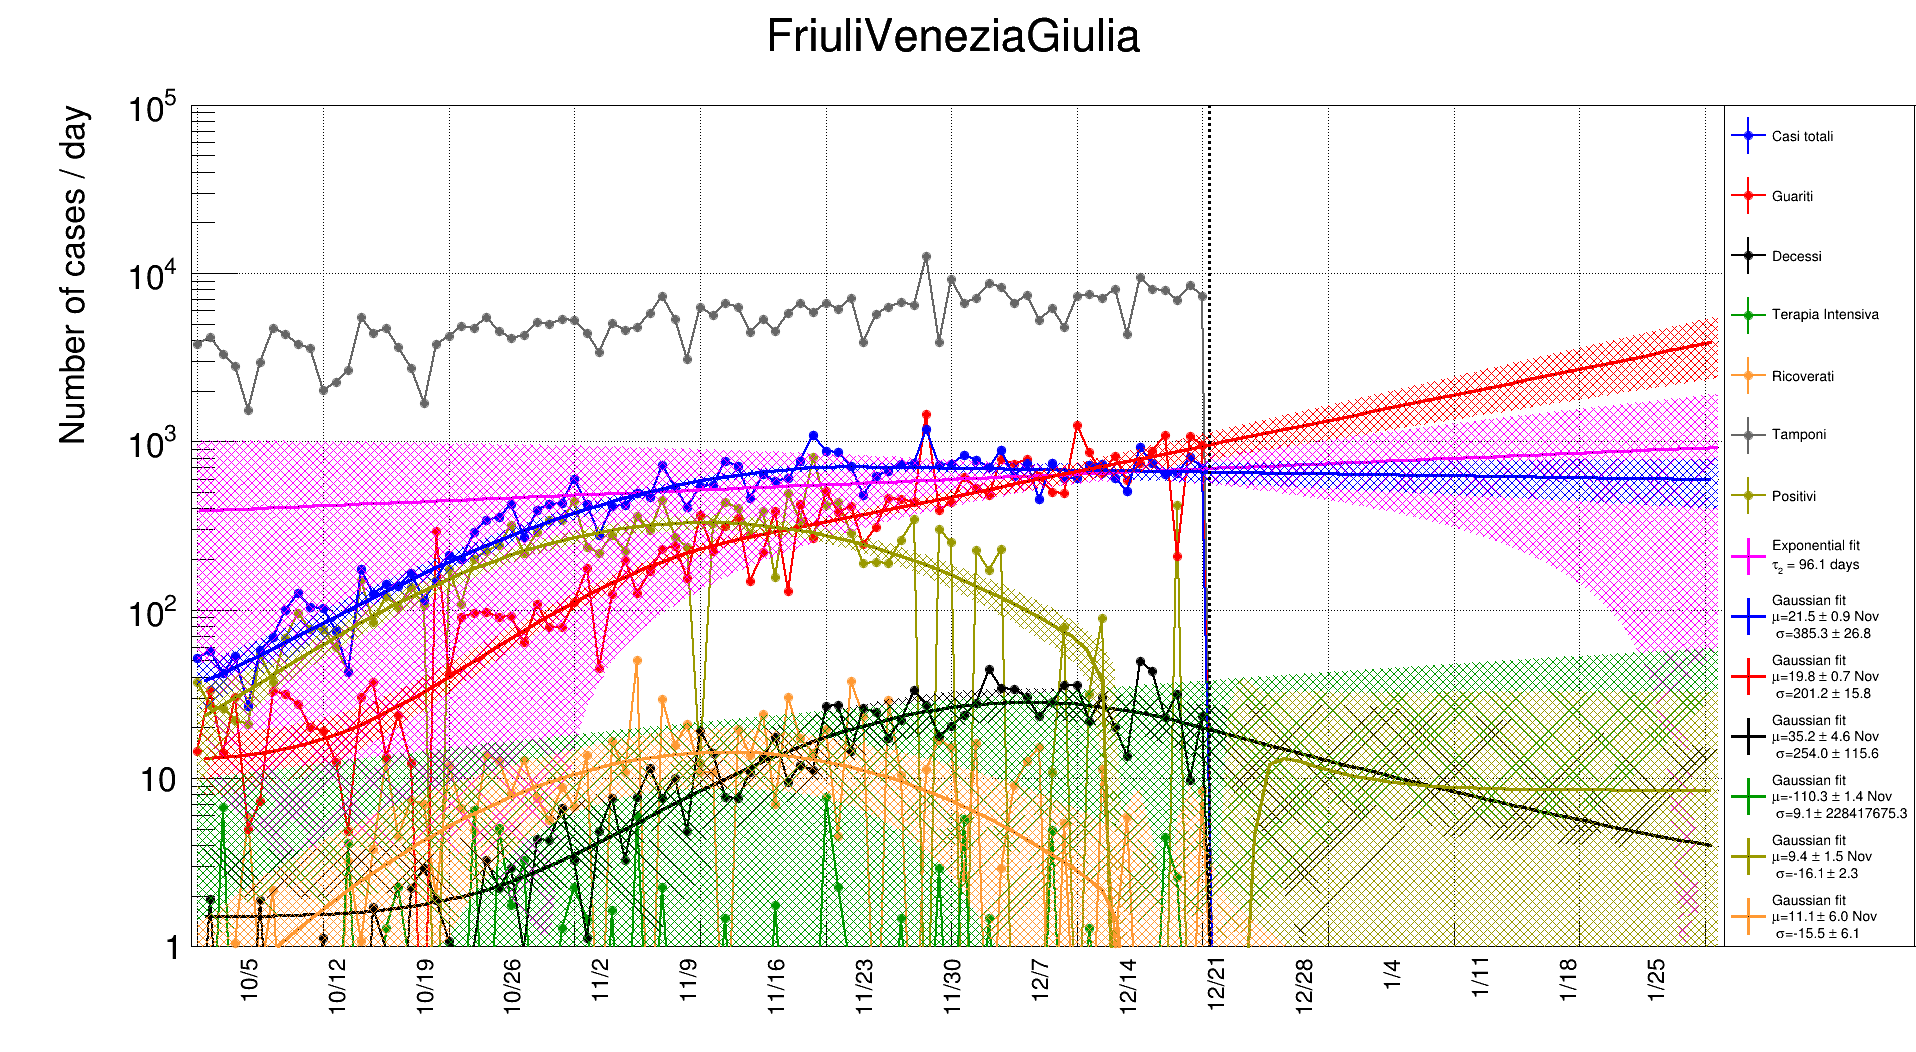 FriuliVeneziaGiulia
Number of cases / day
10^5
10^4
10^3
10^2
10
1
10/5
10/12
10/19
10/26
11/2
11/9
11/16
11/23
11/30
12/7
12/14
12/21
12/28
1/4
1/11
1/18
1/25
Casi totali
Guariti
Decessi
Terapia Intensiva
Ricoverati
Tamponi
Positivi
Exponential fit
τ₂ = 96.1 days
Gaussian fit
μ=21.5 ± 0.9 Nov
σ=385.3 ± 26.8
Gaussian fit
μ=19.8 ± 0.7 Nov
σ=201.2 ± 15.8
Gaussian fit
μ=35.2 ± 4.6 Nov
σ=254.0 ± 115.6
Gaussian fit
μ=-110.3 ± 1.4 Nov
σ=9.1 ± 228417675.3
Gaussian fit
μ=9.4 ± 1.5 Nov
σ=-16.1 ± 2.3
Gaussian fit
μ=11.1 ± 6.0 Nov
σ=-15.5 ± 6.1